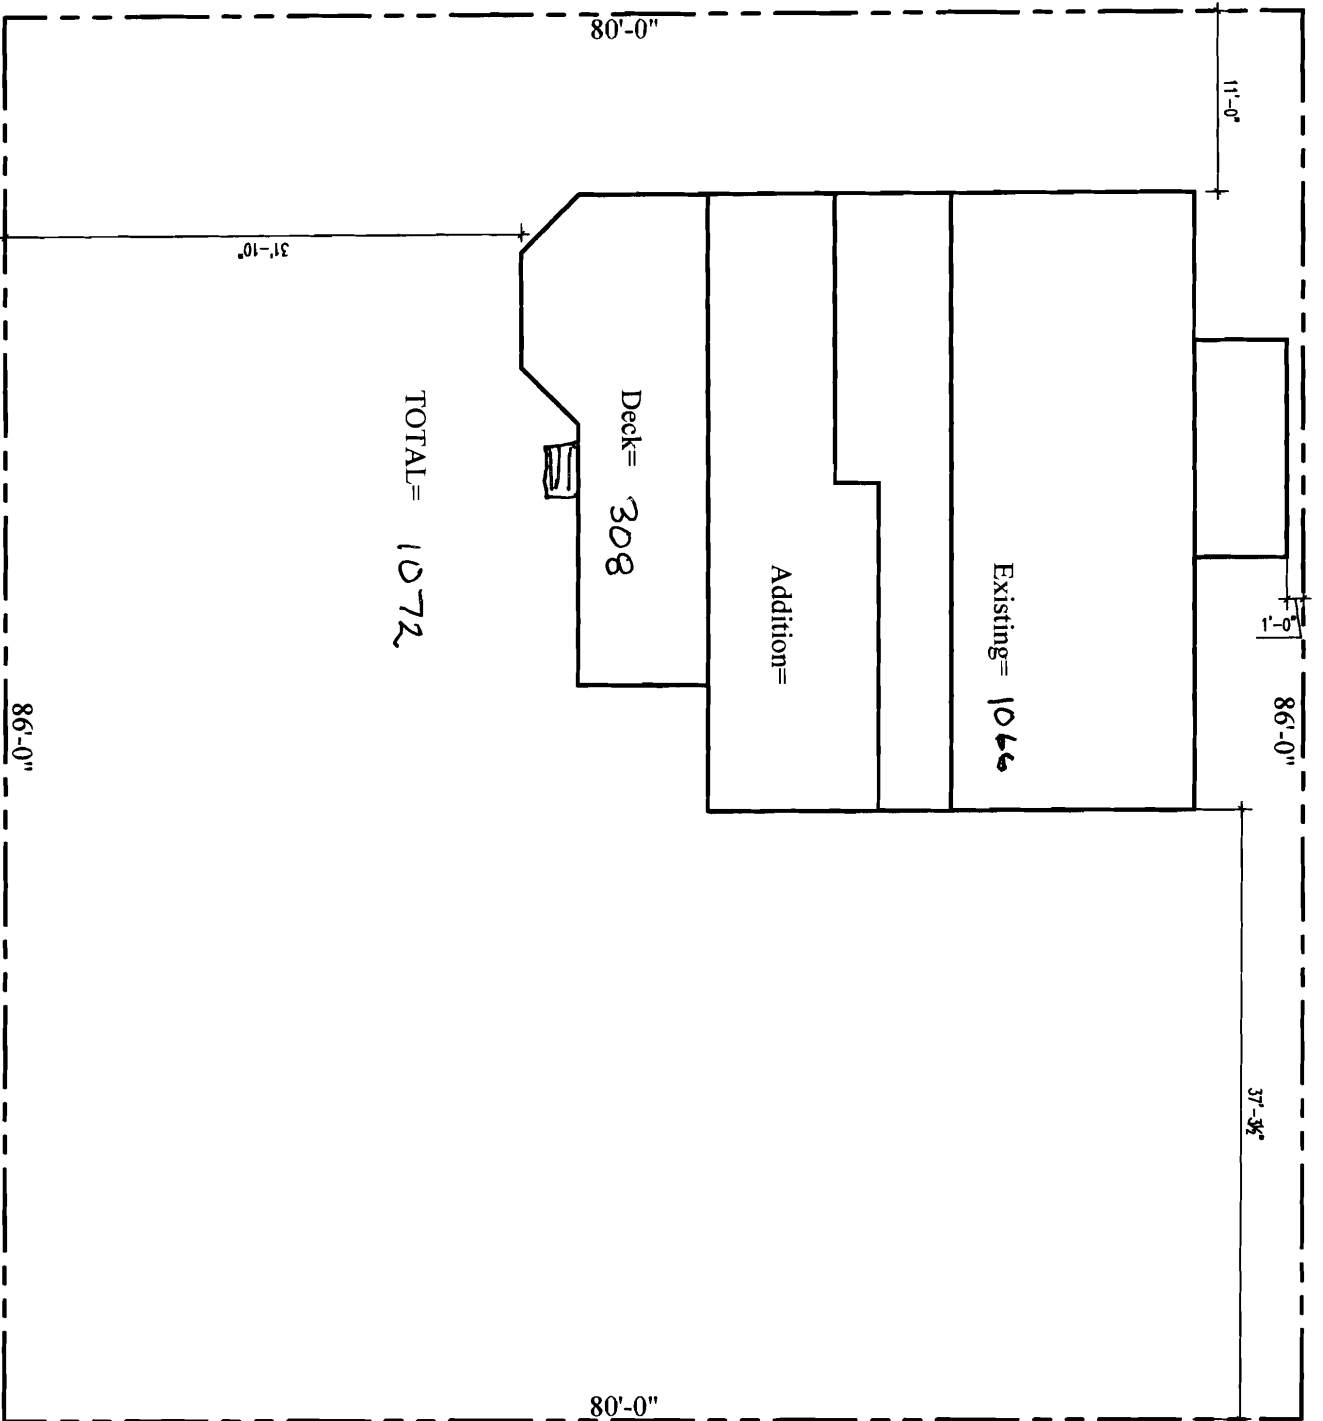 80'-0"
11'-0"
31'-10"
1'-0"
86'-0"
Existing= 1066
Addition=
Deck= 308
TOTAL= 1072
86'-0"
37'-3½"
80'-0"